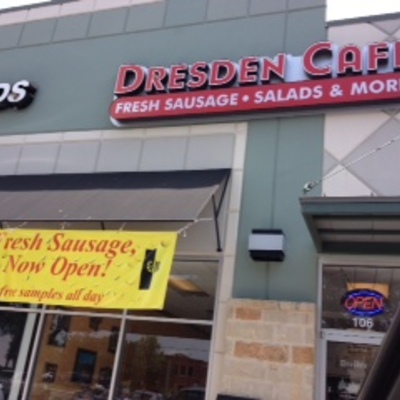 DS
DRESDEN CAFE
FRESH SAUSAGE • SALADS & MORE
Fresh Sausage,
Now Open!
free samples all day
OPEN
106